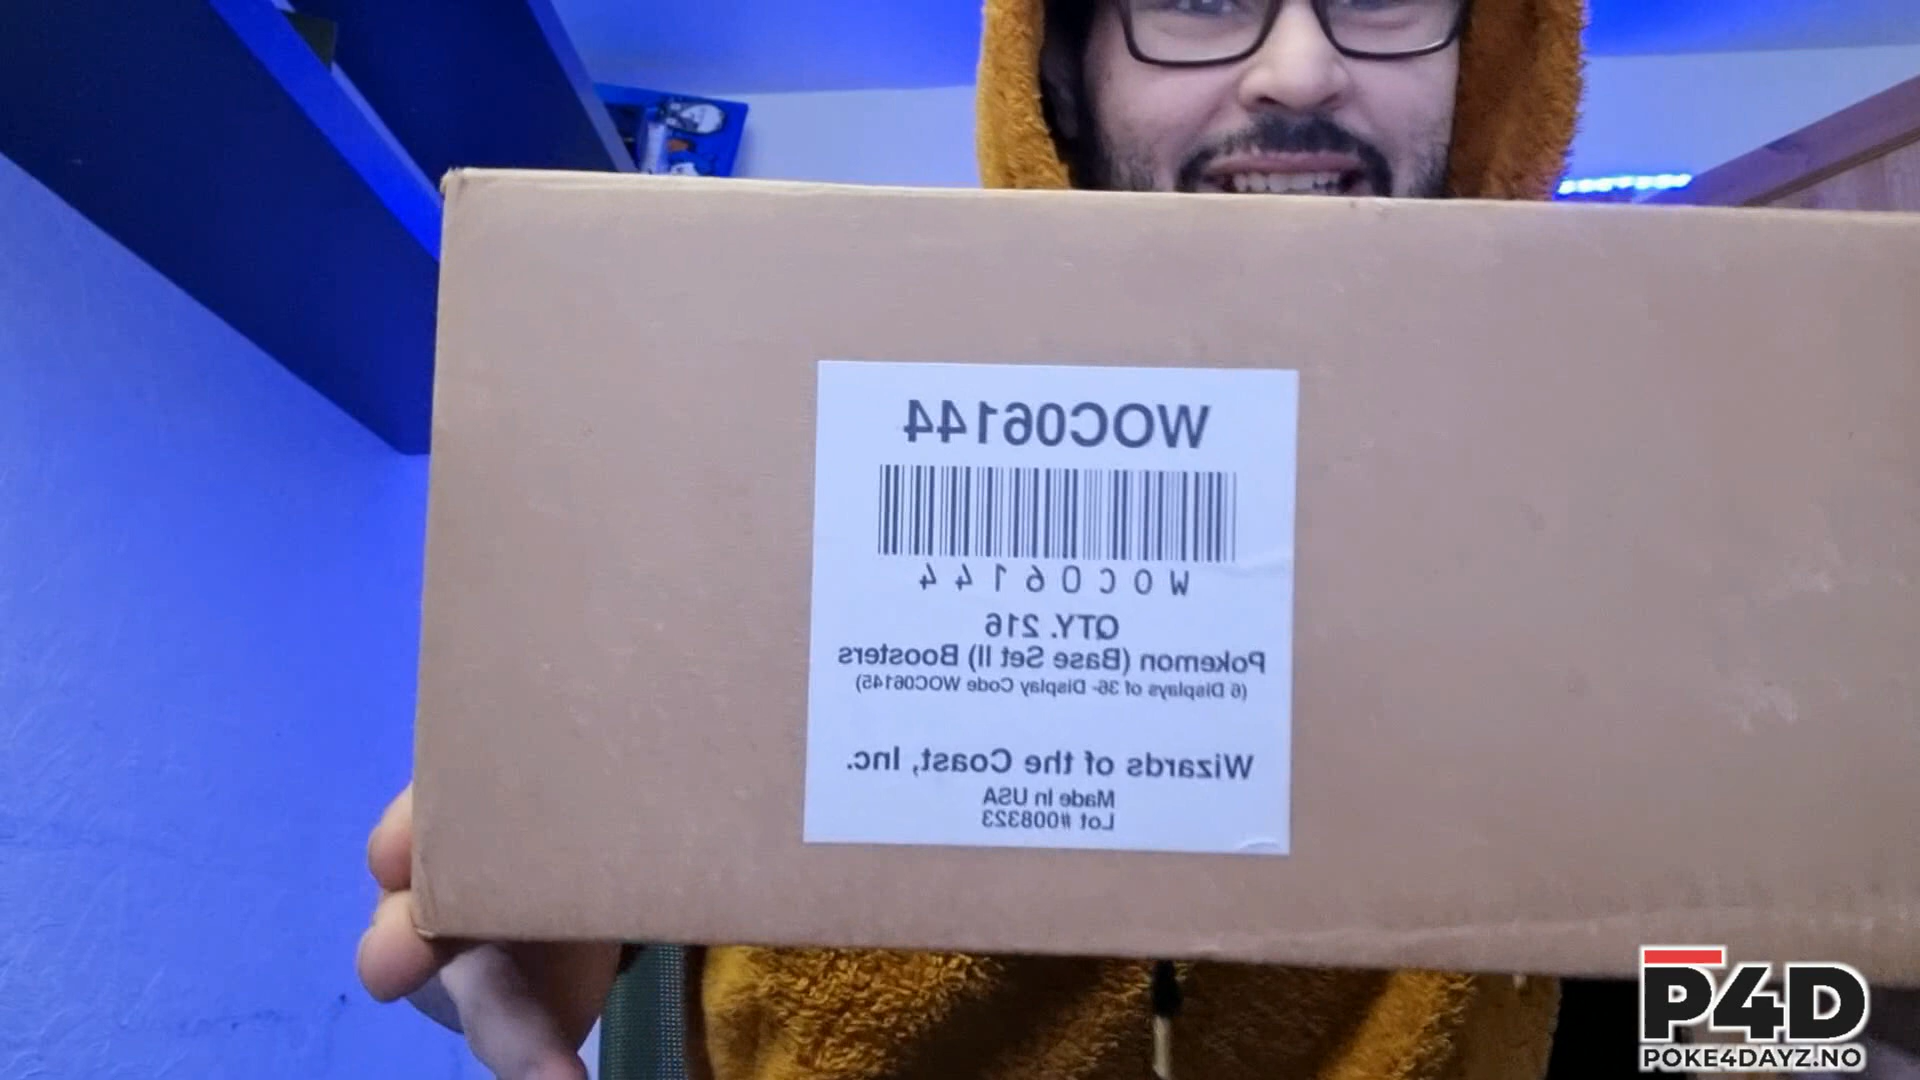 WOC06144
WOC06144
QTY. 216
Pokemon (Base Set II) Boosters
(6 Displays of 36- Display Code WOC06145)
Wizards of the Coast, Inc.
Made In USA
Lot #008323
P4D
POKE4DAYZ.NO